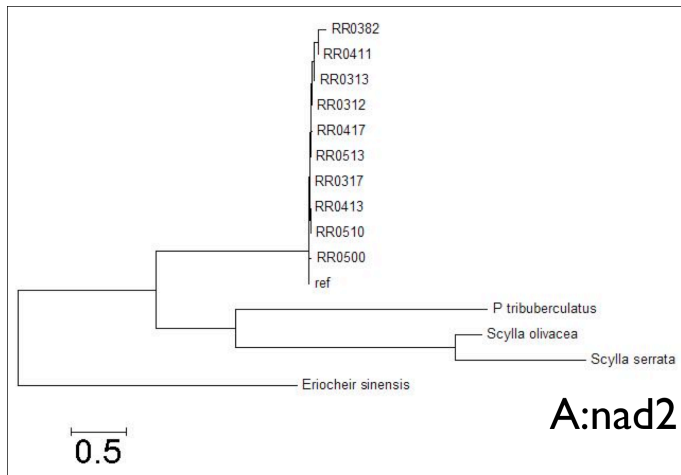 RR0382
RR0411
RR0313
RR0312
RR0417
RR0513
RR0317
RR0413
RR0510
RR0500
ref
P tribuberculatus
Scylla olivacea
Scylla serrata
Eriocheir sinensis
A:nad2
0.5